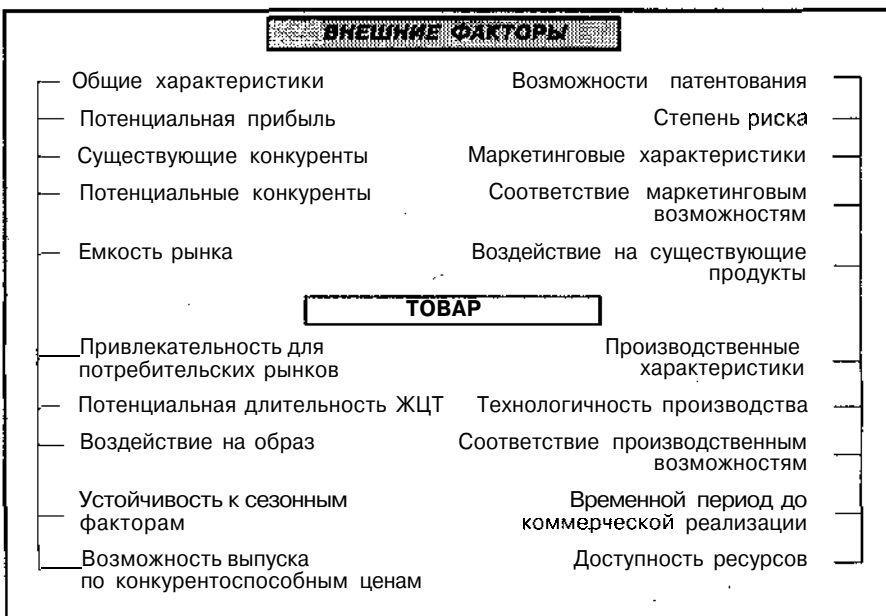 ВНЕШНИЕ ФАКТОРЫ
Общие характеристики
Возможности патентования
Потенциальная прибыль
Степень риска
Существующие конкуренты
Маркетинговые характеристики
Потенциальные конкуренты
Соответствие маркетинговым
возможностям
Емкость рынка
Воздействие на существующие
продукты
ТОВАР
Привлекательность для
потребительских рынков
Производственные
характеристики
Потенциальная длительность ЖЦТ
Технологичность производства
Воздействие на образ
Соответствие производственным
возможностям
Устойчивость к сезонным
факторам
Временной период до
коммерческой реализации
Возможность выпуска
по конкурентоспособным ценам
Доступность ресурсов